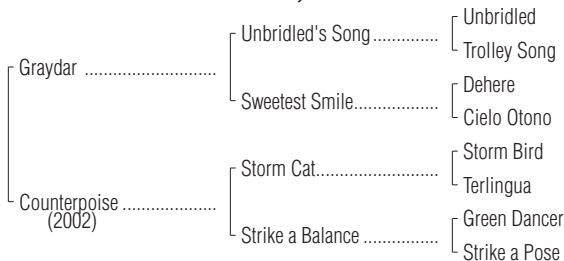 Unbridled
Unbridled's Song..............
Trolley Song
Graydar ...........................
Dehere
Sweetest Smile.................
Cielo Otono
Storm Bird
Storm Cat.........................
Terlingua
Counterpoise ...................
(2002)
Green Dancer
Strike a Balance ...............
Strike a Pose